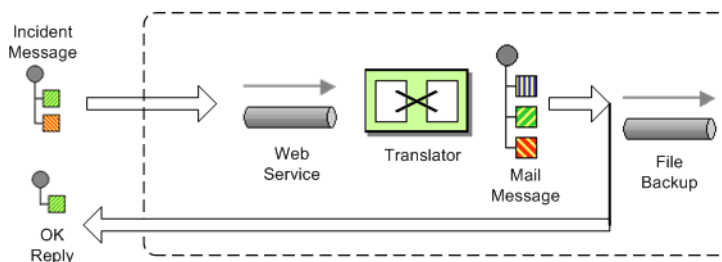 Incident
Message
Web
Service
Translator
Mail
Message
File
Backup
OK
Reply